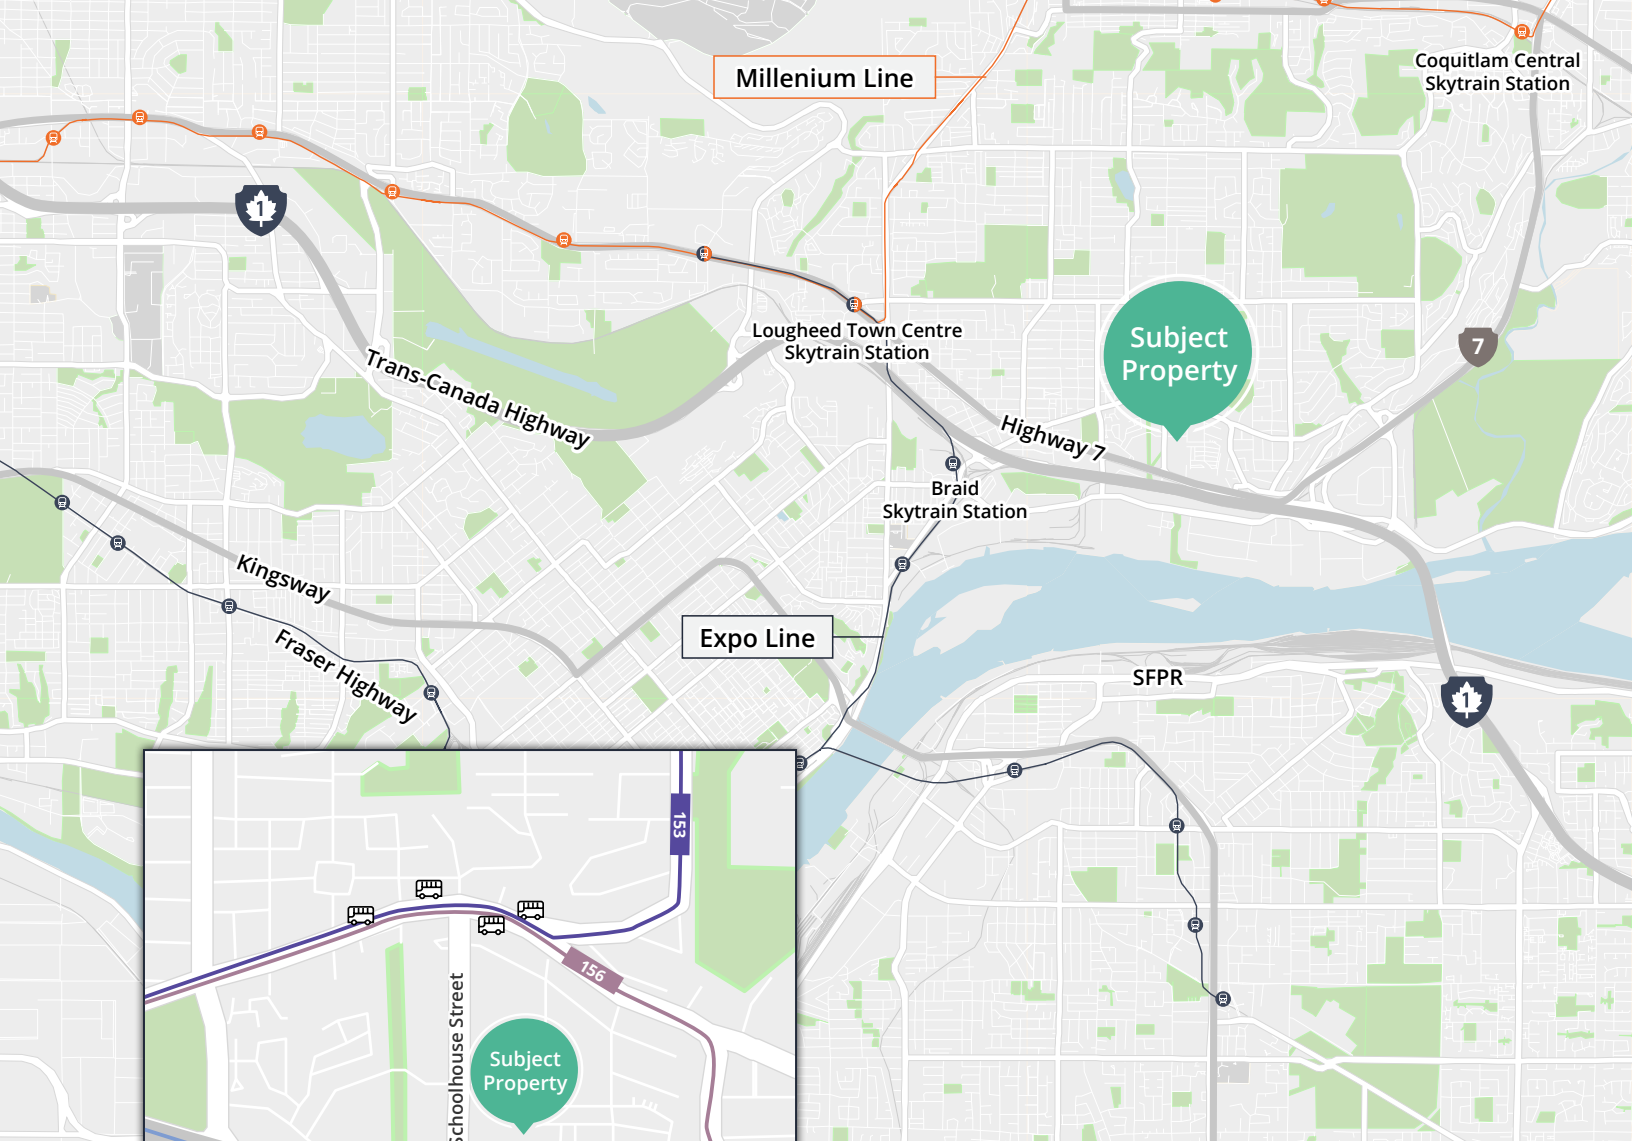 Millenium Line
Coquitlam Central
Skytrain Station
1
Lougheed Town Centre
Skytrain Station
Subject
Property
7
Trans-Canada Highway
Highway 7
Braid
Skytrain Station
Kingsway
Expo Line
Fraser Highway
SFPR
1
153
156
Schoolhouse Street
Subject
Property